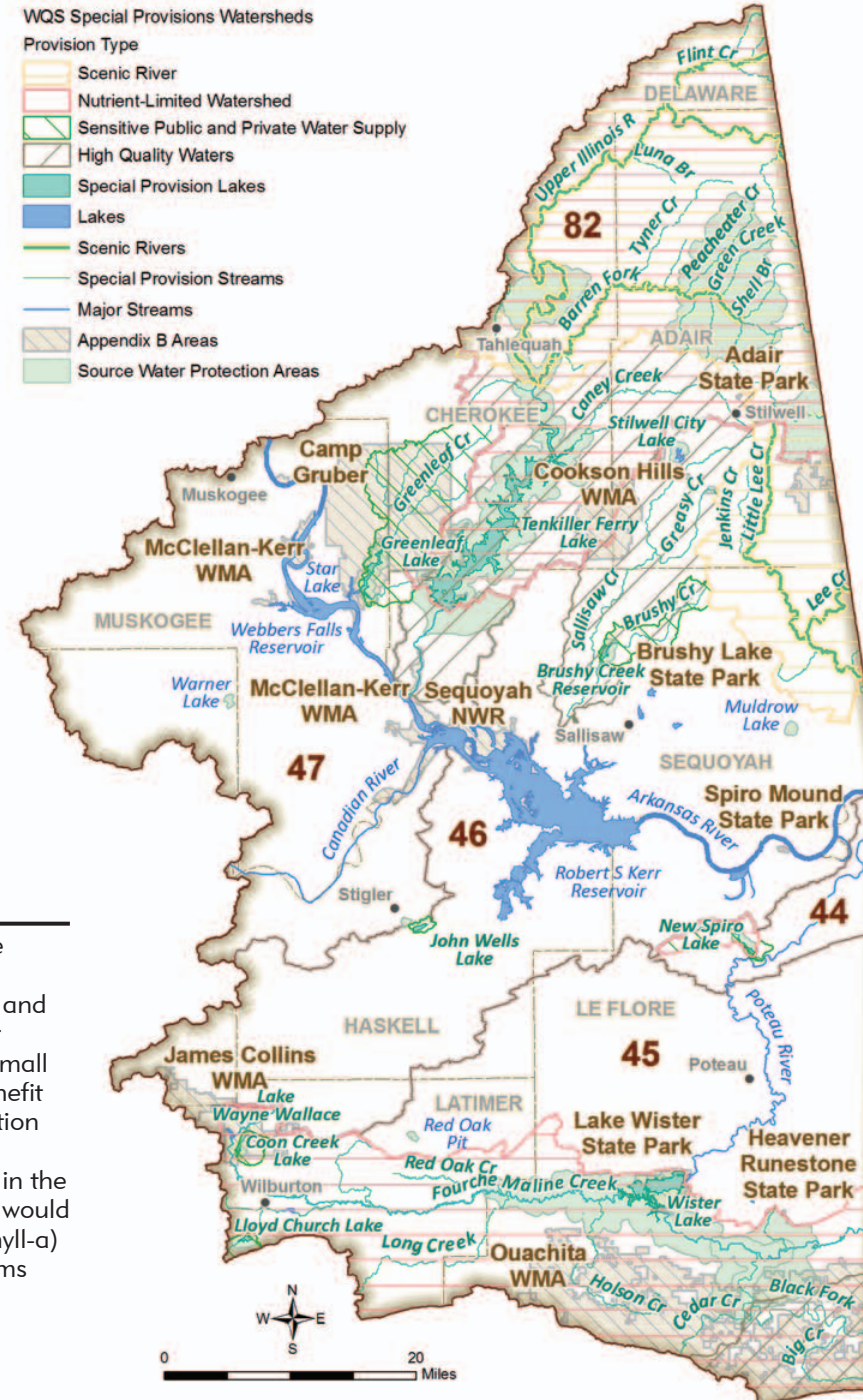 WQS Special Provisions Watersheds
Provision Type
Scenic River
Nutrient-Limited Watershed
Sensitive Public and Private Water Supply
High Quality Waters
Special Provision Lakes
Lakes
Scenic Rivers
Special Provision Streams
Major Streams
Appendix B Areas
Source Water Protection Areas
Flint Cr
DELAWARE
Upper Illinois R
Luna Br
82
Tyner Cr
Peacheater Cr
Green Creek
Shell Br
Barren Fork
Tahlequah
ADAIR
Adair
State Park
Caney Creek
CHEROKEE
Stilwell
Stilwell City
Lake
Camp
Gruber
Greenleaf Cr
Cookson Hills
WMA
Muskogee
Greasy Cr
Jenkins Cr
Little Lee Cr
Tenkiller Ferry
Lake
Greenleaf
Lake
McClellan-Kerr
WMA
Star
Lake
Sallisaw Cr
Brushy Cr
Lee Cr
MUSKOGEE
Webbers Falls
Reservoir
Brushy Lake
State Park
Brushy Creek
Reservoir
Warner
Lake
McClellan-Kerr
WMA
Sequoyah
NWR
Muldrow
Lake
Sallisaw
47
SEQUOYAH
Canadian River
Spiro Mound
State Park
Arkansas River
46
Robert S Kerr
Reservoir
Stigler
44
John Wells
Lake
New Spiro
Lake
LE FLORE
Poteau River
HASKELL
45
James Collins
WMA
Poteau
Lake
Wayne Wallace
LATIMER
Lake Wister
State Park
Red Oak
Pit
Heavener
Runestone
State Park
Coon Creek
Lake
Red Oak Cr
Fourche Maline Creek
Wilburton
Wister
Lake
Lloyd Church Lake
Long Creek
Ouachita
WMA
Holson Cr
Cedar Cr
Black Fork
Big Cr
e
and
mall
nefit
tion
in the
would
hyll-a)
ms
N
W E
S
0 20
Miles